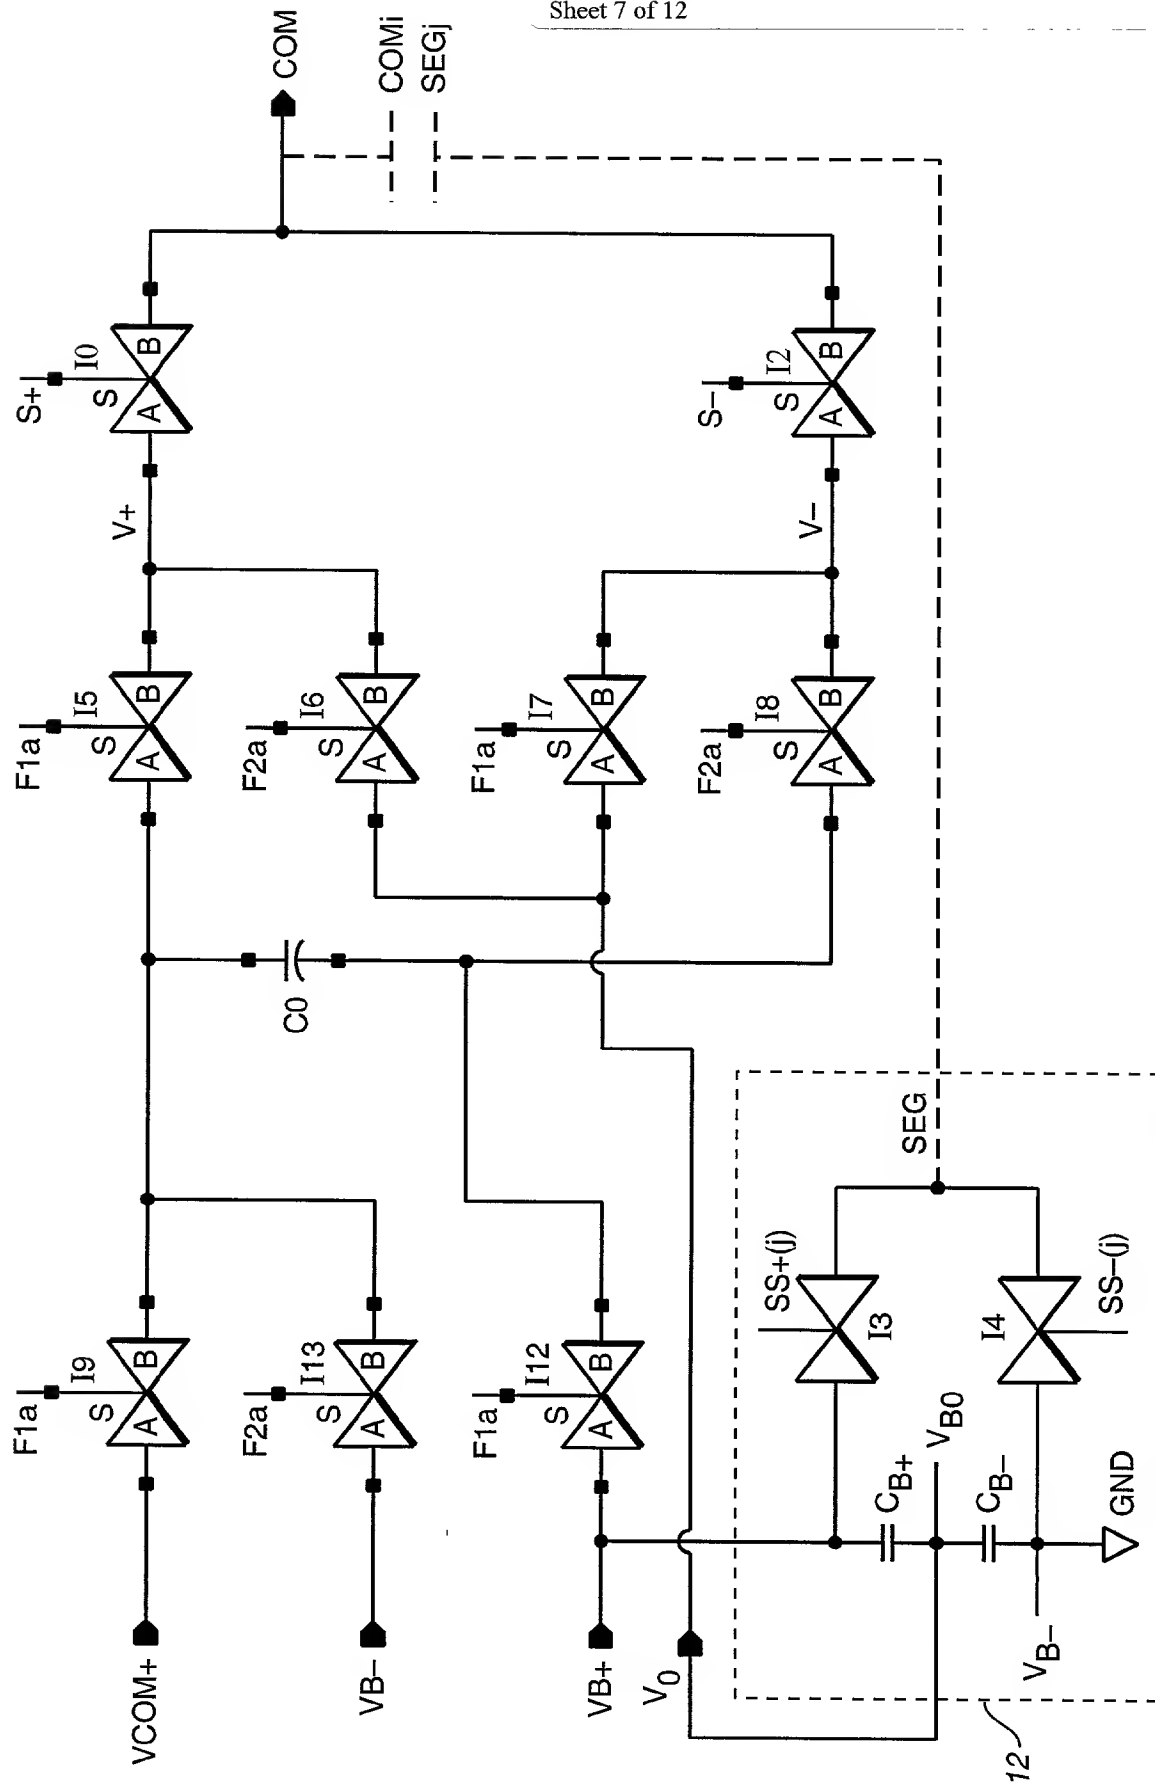 Sheet 7 of 12
COM
COMi
SEGj
S+
I0
S
A
B
V+
S−
I2
S
A
B
V−
F1a
I5
S
A
B
F2a
I6
S
A
B
F1a
I7
S
A
B
F2a
I8
S
A
B
C0
F1a
I9
S
A
B
F2a
I13
S
A
B
F1a
I12
S
A
B
VCOM+
VB−
VB+
V0
SEG
SS+(j)
I3
I4
SS−(j)
CB+
VB0
CB−
VB−
GND
12